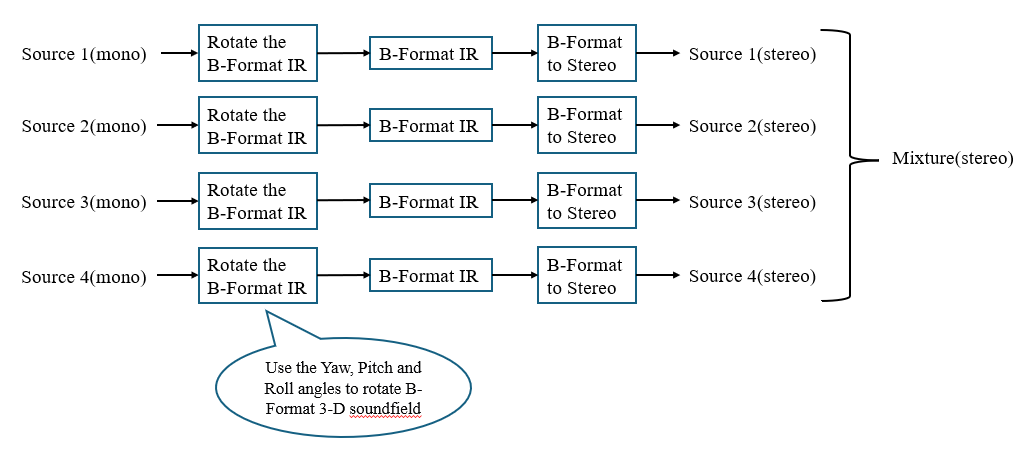 Source 1(mono)
Rotate the
B-Format IR
B-Format IR
B-Format
to Stereo
Source 1(stereo)
Source 2(mono)
Rotate the
B-Format IR
B-Format IR
B-Format
to Stereo
Source 2(stereo)
Mixture(stereo)
Source 3(mono)
Rotate the
B-Format IR
B-Format IR
B-Format
to Stereo
Source 3(stereo)
Source 4(mono)
Rotate the
B-Format IR
B-Format IR
B-Format
to Stereo
Source 4(stereo)
Use the Yaw, Pitch and
Roll angles to rotate B-
Format 3-D soundfield